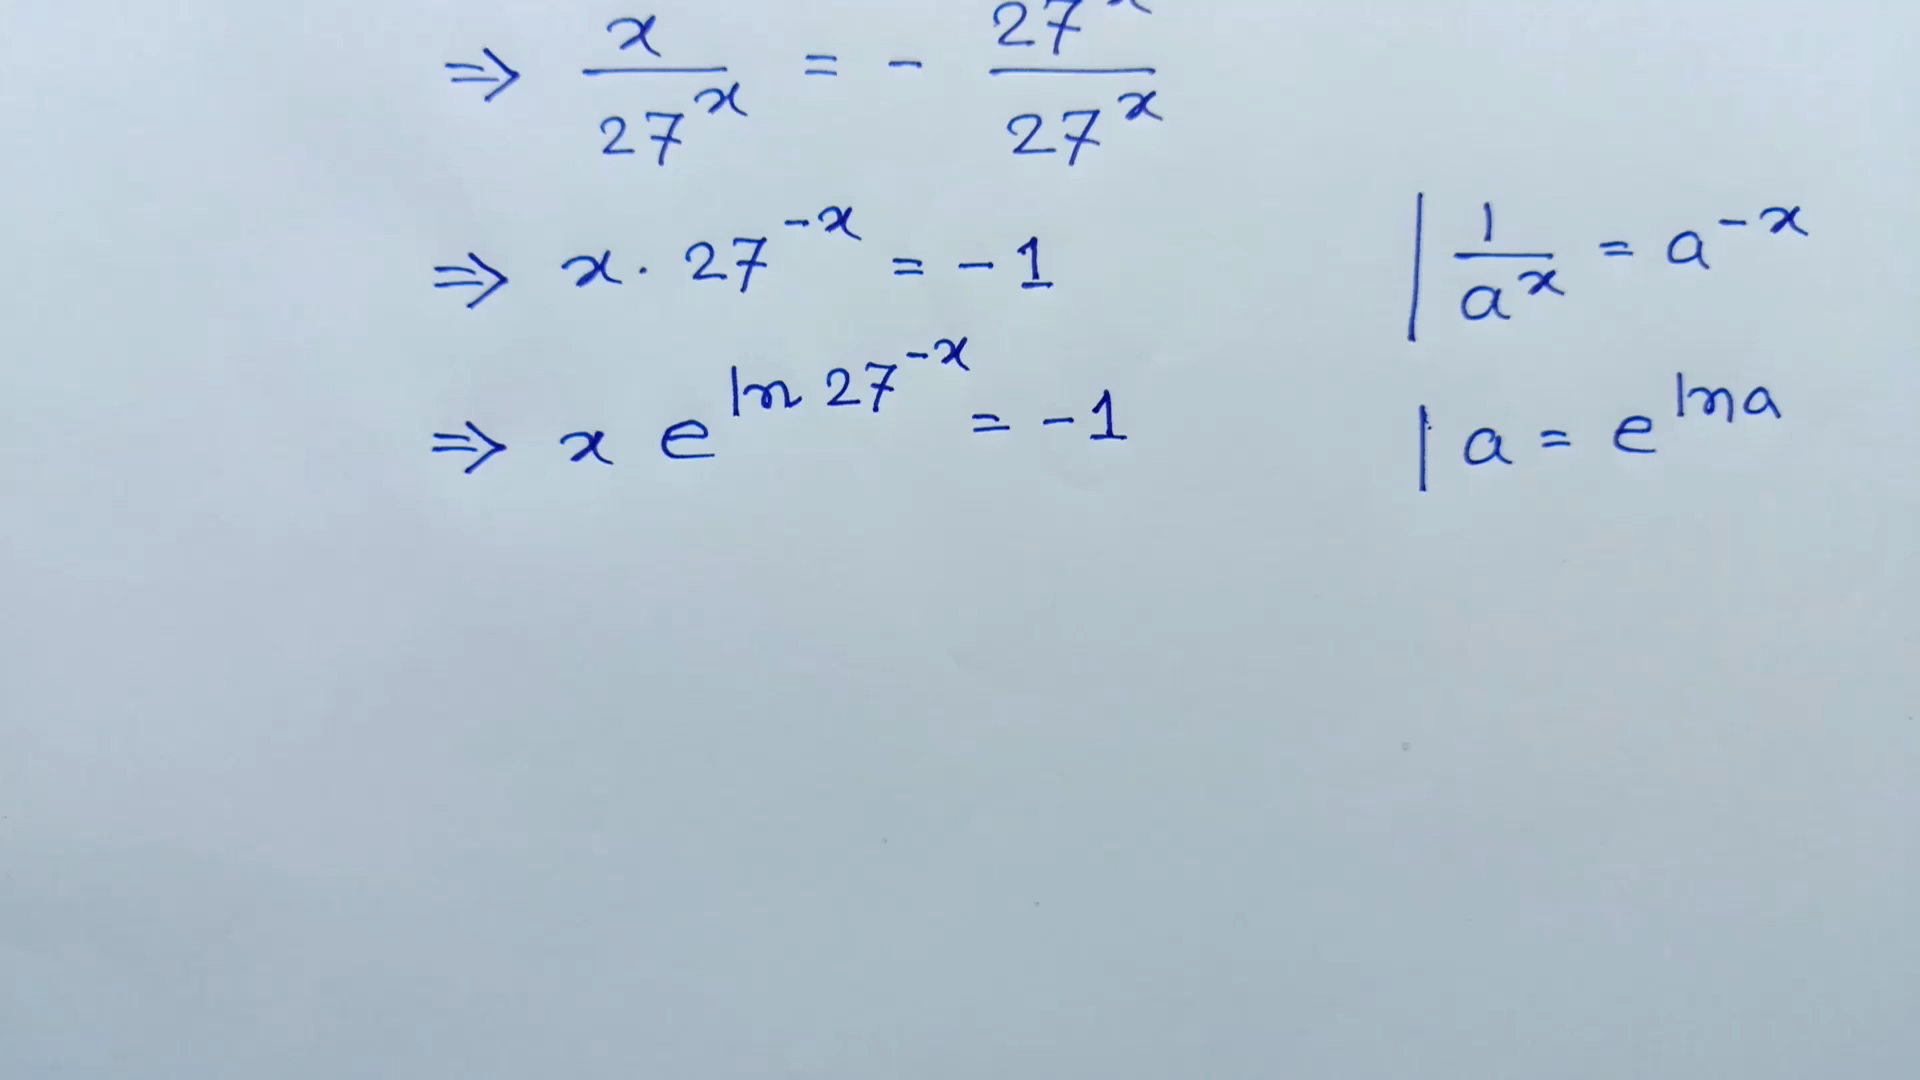 ⇒ x/27^x = - 27^x/27^x
⇒ x · 27^-x = -1 | 1/a^x = a^-x
⇒ x e^ln 27^-x = -1 | a = e^ln a